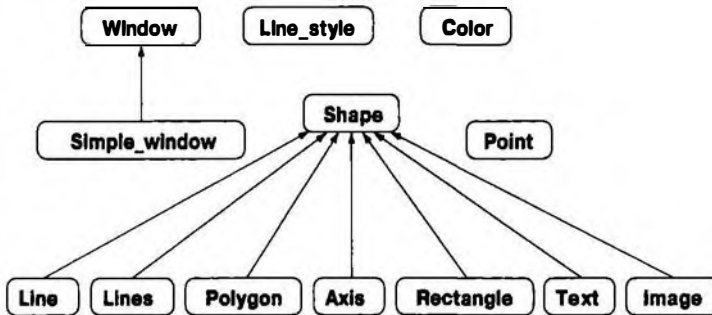 Window
Line_style
Color
Shape
Simple_window
Point
Line
Lines
Polygon
Axis
Rectangle
Text
Image